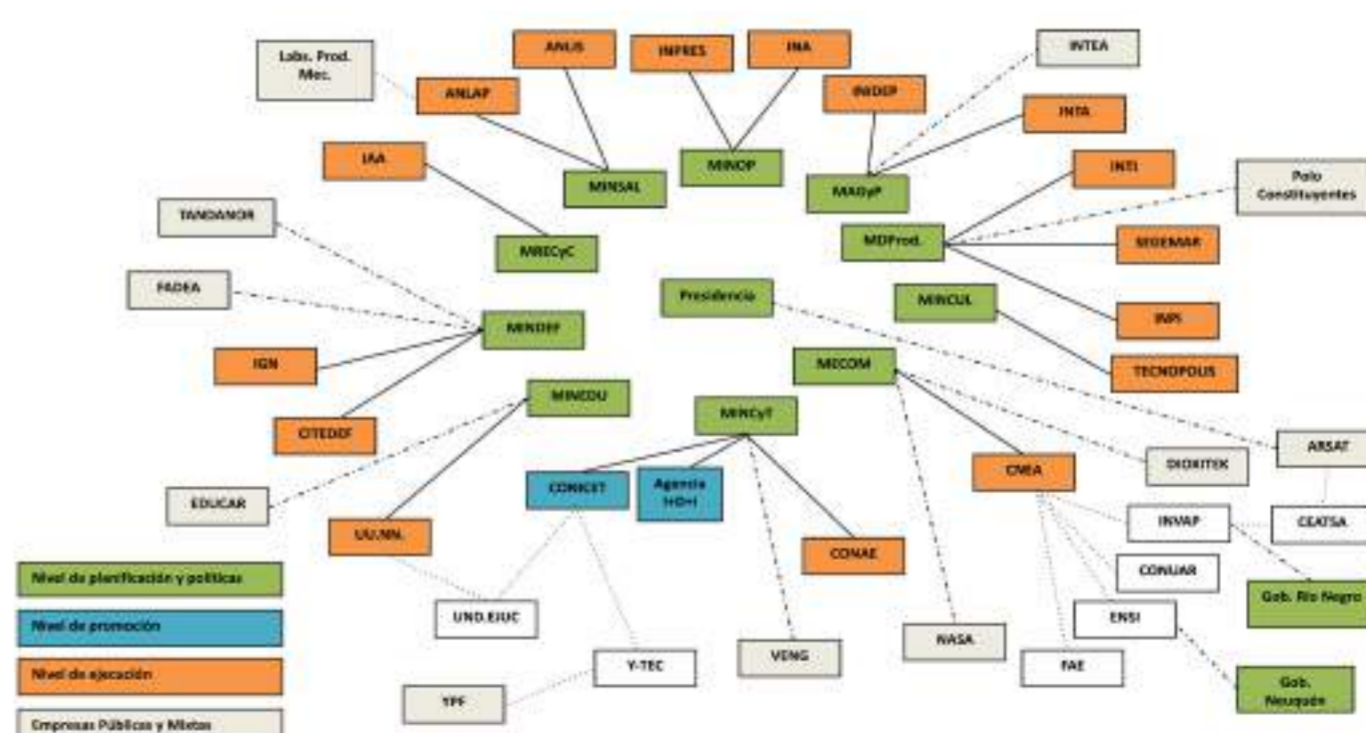 Labs. Prod.
Mec.
ANLIS
INPRES
INA
INTEA
ANLAP
INIDEP
INTA
IAA
MINSAL
MINOP
MAGyP
INTI
Polo
Constituyentes
TANDANOR
MRECyC
MDProd.
SEGEMAR
FADEA
Presidencia
MINCUL
MINDEF
INPI
IGN
MECOM
TECNOPOLIS
MINEDU
MINCyT
CITEDEF
ARSAT
EDUCAR
CONICET
Agencia
I+D+i
CNEA
DIOXITEK
UU.NN.
CONAE
INVAP
CEATSA
CONUAR
Nivel de planificación y políticas
Gob. Río Negro
UND.EJUC
ENSI
Nivel de promoción
NASA
Y-TEC
VENG
FAE
Nivel de ejecución
YPF
Gob.
Neuquén
Empresas Públicas y Mixtas